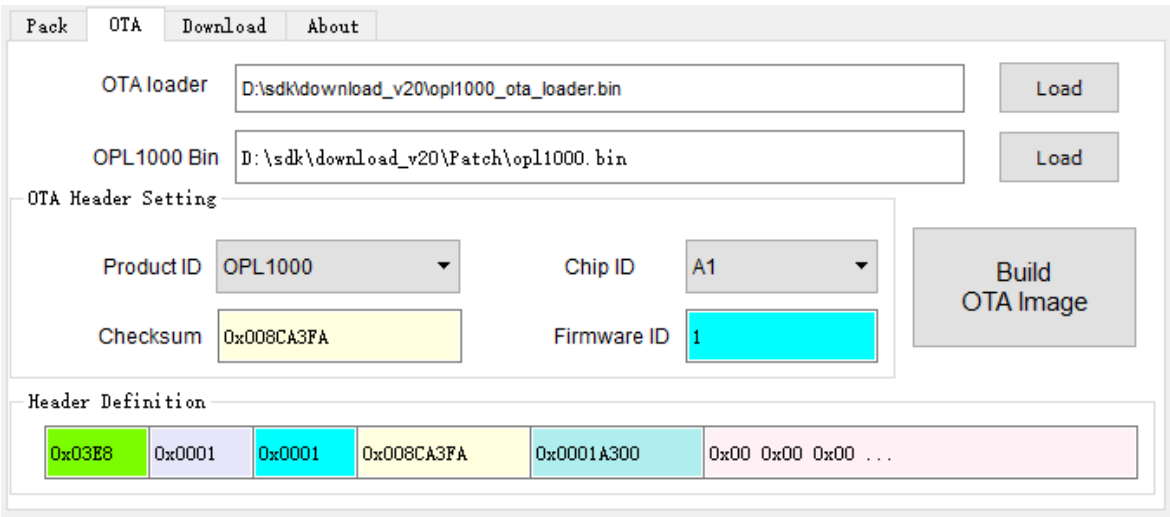 Pack OTA Download About
OTA loader D:\sdk\download_v20\opl1000_ota_loader.bin Load
OPL1000 Bin D:\sdk\download_v20\Patch\opl1000.bin Load
OTA Header Setting
Product ID OPL1000 Chip ID A1
Build
OTA Image
Checksum 0x008CA3FA Firmware ID 1
Header Definition
0x03E8 0x0001 0x0001 0x008CA3FA 0x0001A300 0x00 0x00 0x00 ...